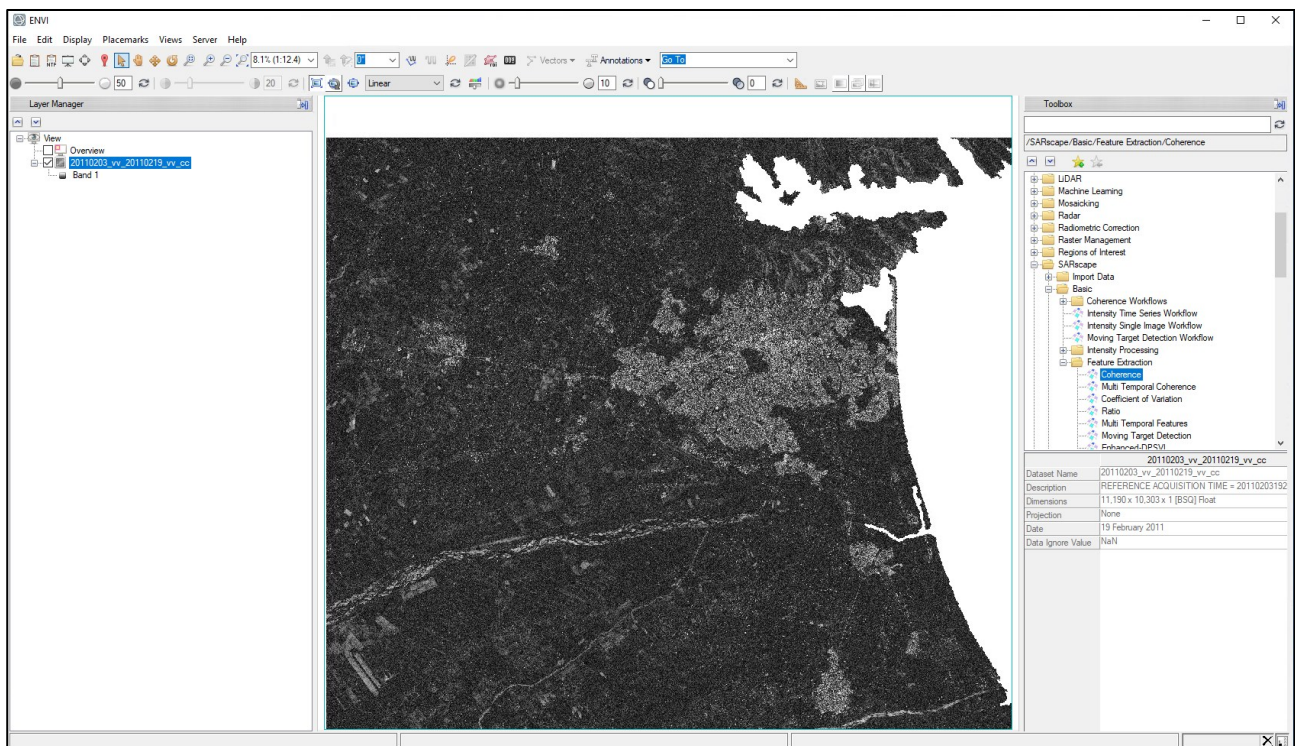 ENVI
File Edit Display Placemarks Views Server Help
8.1% (1:12.4) 0° Vectors Annotations Go To
50 20 Linear 10 0
Layer Manager
View
Overview
20110203_vv_20110219_vv_cc
Band 1
Toolbox
/SARscape/Basic/Feature Extraction/Coherence
LiDAR
Machine Learning
Mosaicking
Radar
Radiometric Correction
Raster Management
Regions of Interest
SARscape
Import Data
Basic
Coherence Workflows
Intensity Time Series Workflow
Intensity Single Image Workflow
Moving Target Detection Workflow
Intensity Processing
Feature Extraction
Coherence
Multi Temporal Coherence
Coefficient of Variation
Ratio
Multi Temporal Features
Moving Target Detection
Enhanced-DPSVI
20110203_vv_20110219_vv_cc
Dataset Name 20110203_vv_20110219_vv_cc
Description REFERENCE ACQUISITION TIME = 20110203192
Dimensions 11,190 x 10,303 x 1 [BSQ] Float
Projection None
Date 19 February 2011
Data Ignore Value NaN